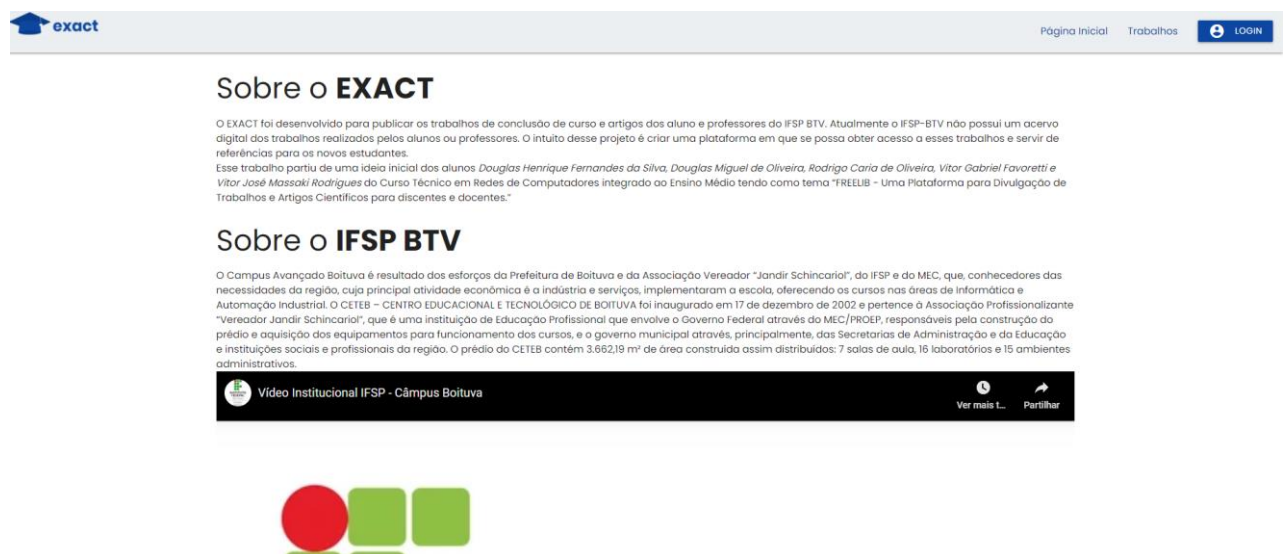 exact
Página Inicial Trabalhos LOGIN
Sobre o EXACT
O EXACT foi desenvolvido para publicar os trabalhos de conclusão de curso e artigos dos aluno e professores do IFSP BTV. Atualmente o IFSP-BTV não possui um acervo
digital dos trabalhos realizados pelos alunos ou professores. O intuito desse projeto é criar uma plataforma em que se possa obter acesso a esses trabalhos e servir de
referências para os novos estudantes.
Esse trabalho partiu de uma ideia inicial dos alunos Douglas Henrique Fernandes da Silva, Douglas Miguel de Oliveira, Rodrigo Caria de Oliveira, Vitor Gabriel Favoretti e
Vitor José Massaki Rodrigues do Curso Técnico em Redes de Computadores integrado ao Ensino Médio tendo como tema "FREELIB - Uma Plataforma para Divulgação de
Trabalhos e Artigos Científicos para discentes e docentes."
Sobre o IFSP BTV
O Campus Avançado Boituva é resultado dos esforços da Prefeitura de Boituva e da Associação Vereador "Jandir Schincariol", do IFSP e do MEC, que, conhecedores das
necessidades da região, cuja principal atividade econômica é a indústria e serviços, implementaram a escola, oferecendo os cursos nas áreas de Informática e
Automação Industrial. O CETEB – CENTRO EDUCACIONAL E TECNOLÓGICO DE BOITUVA foi inaugurado em 17 de dezembro de 2002 e pertence à Associação Profissionalizante
"Vereador Jandir Schincariol", que é uma instituição de Educação Profissional que envolve o Governo Federal através do MEC/PROEP, responsáveis pela construção do
prédio e aquisição dos equipamentos para funcionamento dos cursos, e o governo municipal através, principalmente, das Secretarias de Administração e da Educação
e instituições sociais e profissionais da região. O prédio do CETEB contém 3.662,19 m² de área construída assim distribuídos: 7 salas de aula, 16 laboratórios e 15 ambientes
administrativos.
Vídeo Institucional IFSP - Câmpus Boituva
Ver mais t... Partilhar